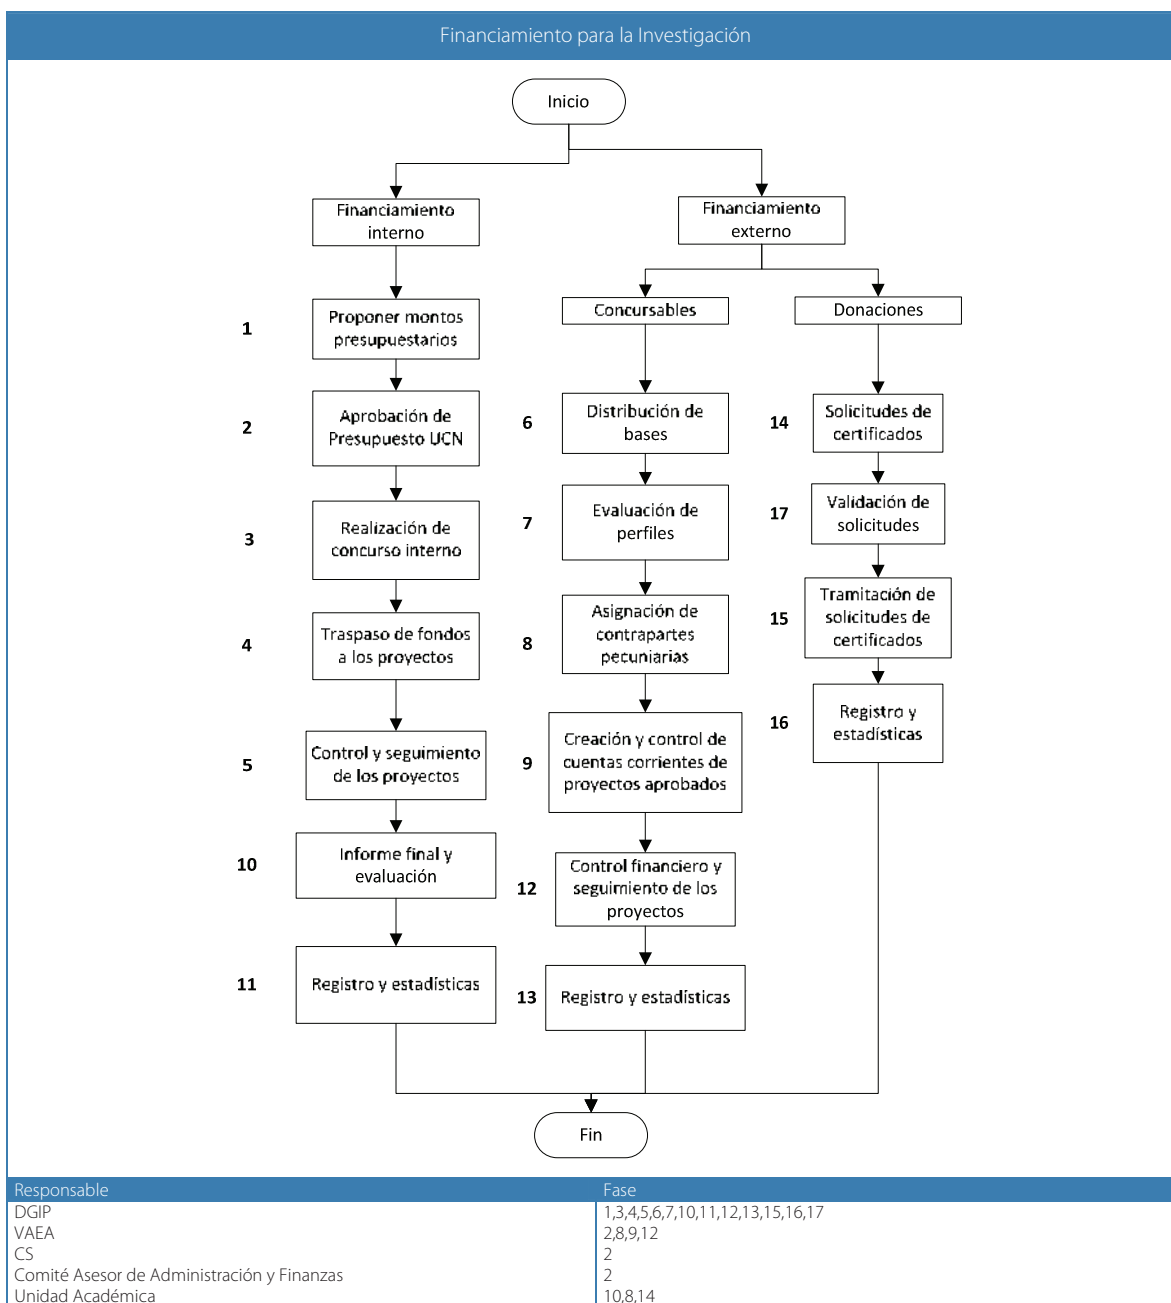 Financiamiento para la Investigación
Inicio
Financiamiento
interno
Financiamiento
externo
Concursables
Donaciones
1
Proponer montos
presupuestarios
2
Aprobación de
Presupuesto UCN
3
Realización de
concurso interno
4
Traspaso de fondos
a los proyectos
5
Control y seguimiento
de los proyectos
10
Informe final y
evaluación
11
Registro y estadísticas
6
Distribución de
bases
7
Evaluación de
perfiles
8
Asignación de
contrapartes
pecuniarias
9
Creación y control de
cuentas corrientes de
proyectos aprobados
12
Control financiero y
seguimiento de los
proyectos
13
Registro y estadísticas
14
Solicitudes de
certificados
17
Validación de
solicitudes
15
Tramitación de
solicitudes de
certificados
16
Registro y
estadísticas
Fin
Responsable Fase
DGIP 1,3,4,5,6,7,10,11,12,13,15,16,17
VAEA 2,8,9,12
CS 2
Comité Asesor de Administración y Finanzas 2
Unidad Académica 10,8,14